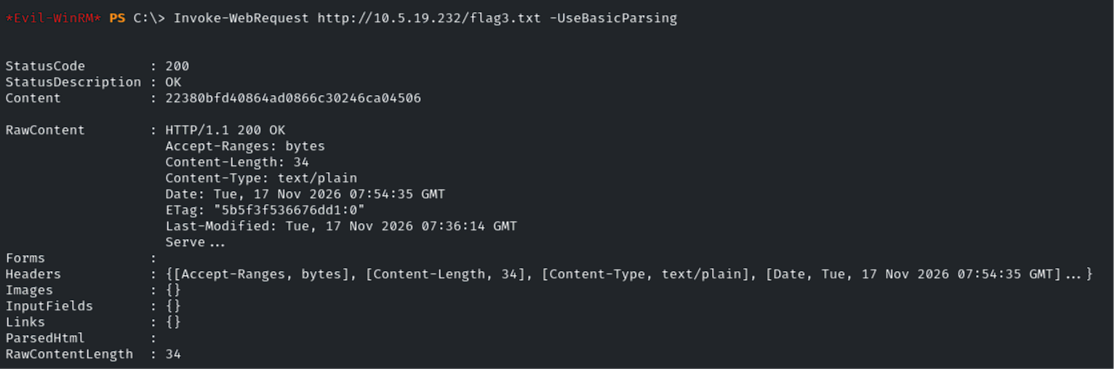 *Evil-WinRM* PS C:\> Invoke-WebRequest http://10.5.19.232/flag3.txt -UseBasicParsing
StatusCode : 200
StatusDescription : OK
Content : 22380bfd40864ad0866c30246ca04506
RawContent : HTTP/1.1 200 OK
Accept-Ranges: bytes
Content-Length: 34
Content-Type: text/plain
Date: Tue, 17 Nov 2026 07:54:35 GMT
ETag: "5b5f3f536676dd1:0"
Last-Modified: Tue, 17 Nov 2026 07:36:14 GMT
Serve...
Forms :
Headers : {[Accept-Ranges, bytes], [Content-Length, 34], [Content-Type, text/plain], [Date, Tue, 17 Nov 2026 07:54:35 GMT]...}
Images : {}
InputFields : {}
Links : {}
ParsedHtml :
RawContentLength : 34